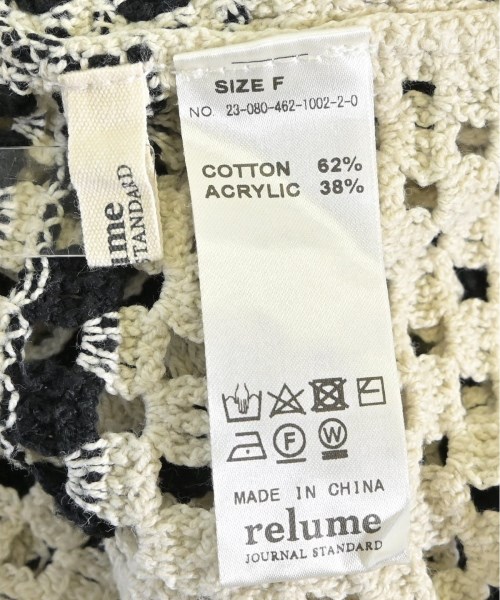 SIZE F
NO. 23-080-462-1002-2-0
COTTON 62%
ACRYLIC 38%
F W
MADE IN CHINA
relume
JOURNAL STANDARD
ume
STANDARD